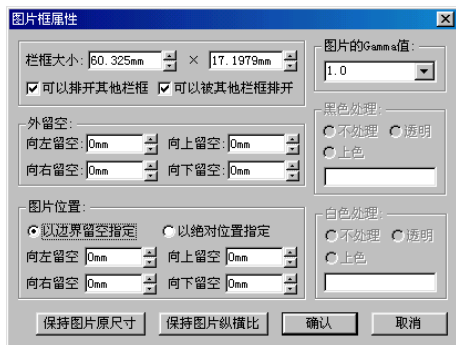 图片框属性
栏框大小: 60.325mm × 17.1979mm
可以排开其他栏框 可以被其他栏框排开
外留空:
向左留空: 0mm 向上留空: 0mm
向右留空: 0mm 向下留空: 0mm
图片位置:
以边界留空指定 以绝对位置指定
向左留空 0mm 向上留空 0mm
向右留空 0mm 向下留空 0mm
图片的Gamma值:
1.0
黑色处理:
不处理 透明
上色
白色处理:
不处理 透明
上色
保持图片原尺寸 保持图片纵横比 确认 取消